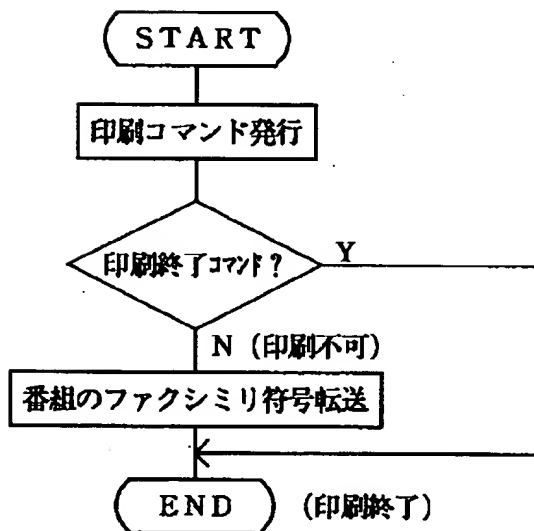 START
印刷コマンド発行
印刷終了コマンド？
Y
N（印刷不可）
番組のファクシミリ符号転送
END （印刷終了）